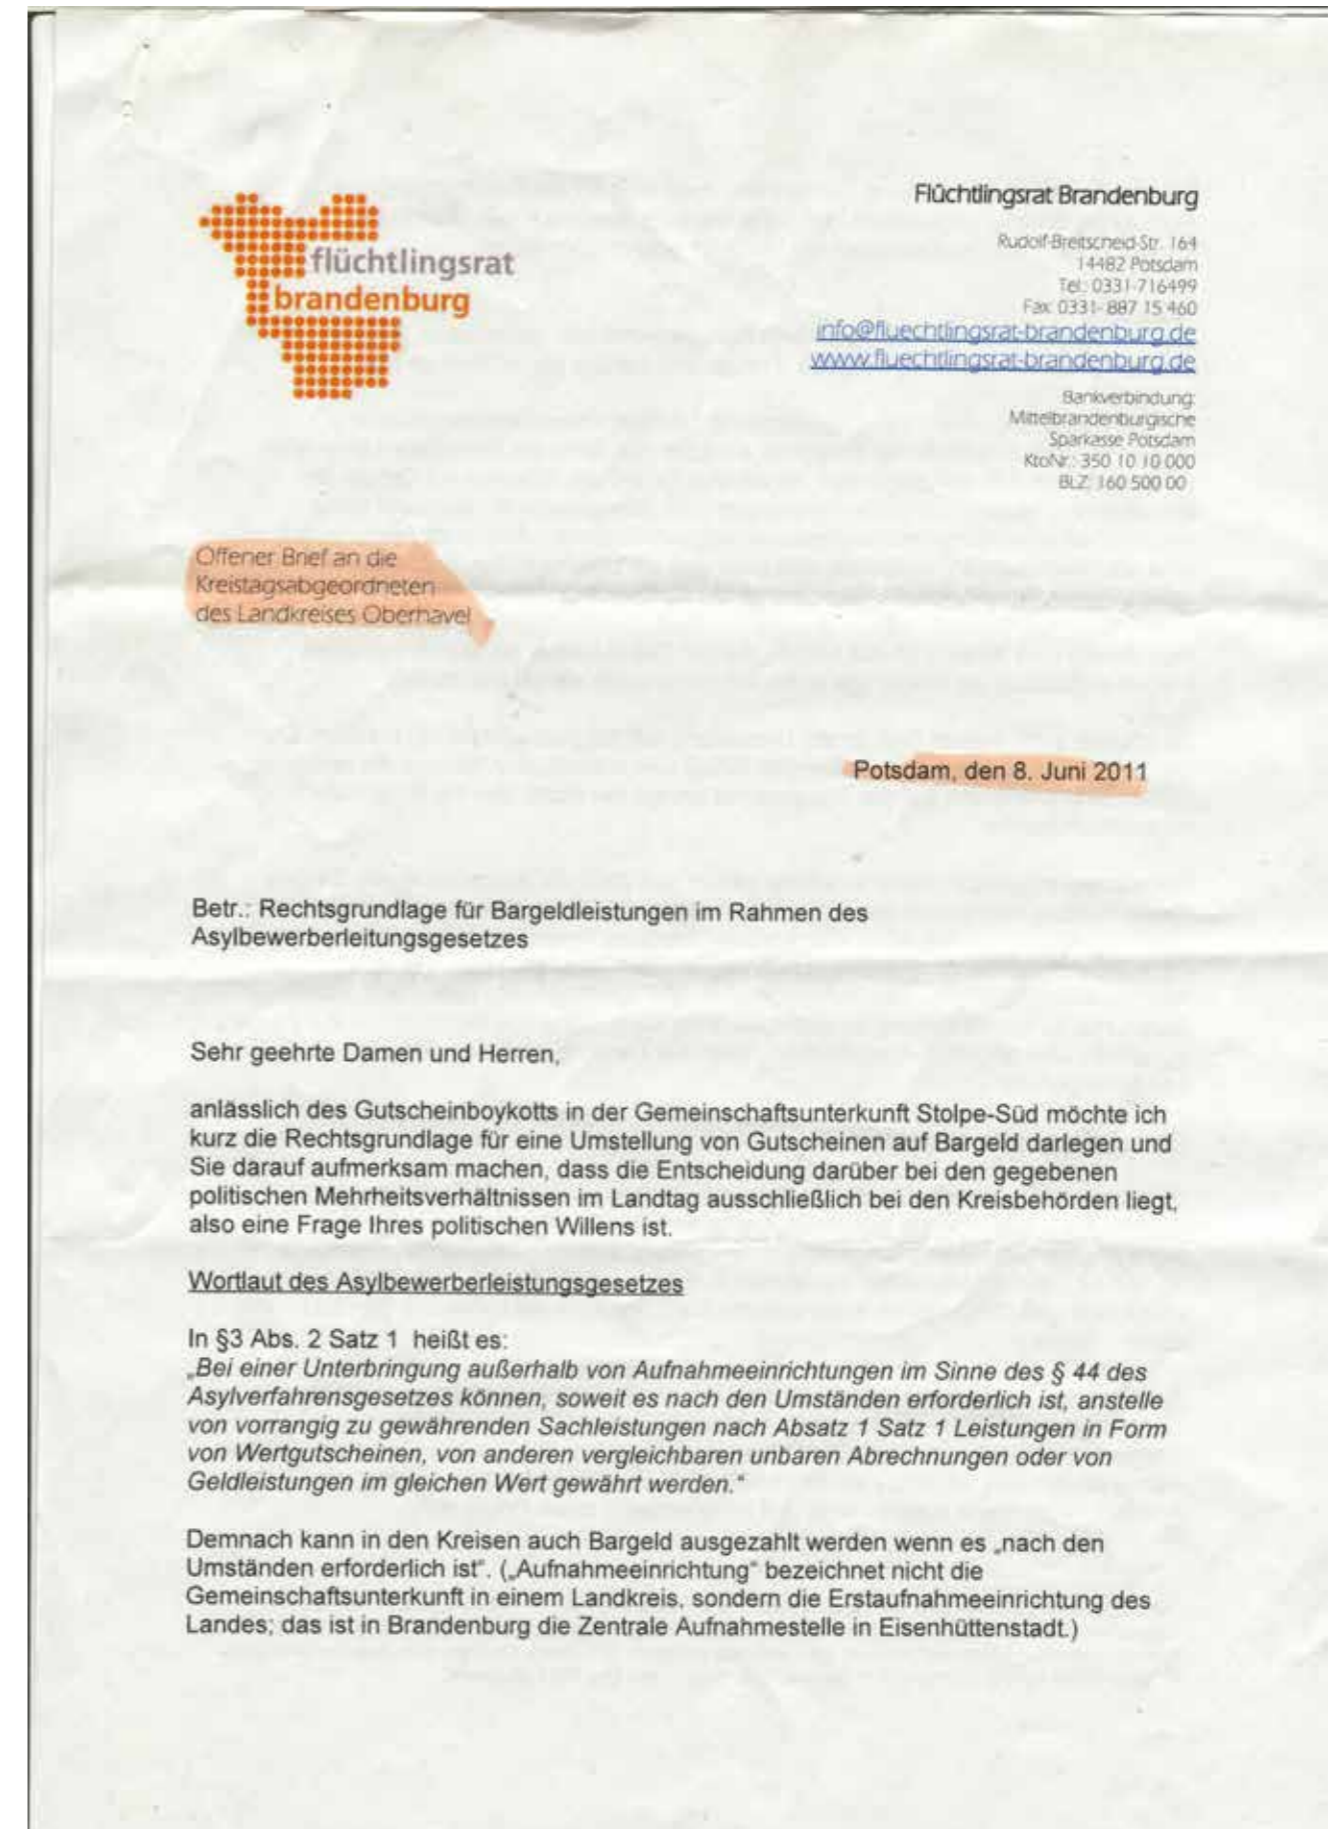 flüchtlingsrat
brandenburg
Flüchtlingsrat Brandenburg
Rudolf-Breitscheid-Str. 164
14482 Potsdam
Tel.: 0331-716499
Fax: 0331- 887 15 460
info@fluechtlingsrat-brandenburg.de
www.fluechtlingsrat-brandenburg.de
Bankverbindung:
Mittelbrandenburgische
Sparkasse Potsdam
KtoNr.: 350 10 10 000
BLZ: 160 500 00
Offener Brief an die
Kreistagsabgeordneten
des Landkreises Oberhavel
Potsdam, den 8. Juni 2011
Betr.: Rechtsgrundlage für Bargeldleistungen im Rahmen des
Asylbewerberleitungsgesetzes
Sehr geehrte Damen und Herren,
anlässlich des Gutscheinboykotts in der Gemeinschaftsunterkunft Stolpe-Süd möchte ich
kurz die Rechtsgrundlage für eine Umstellung von Gutscheinen auf Bargeld darlegen und
Sie darauf aufmerksam machen, dass die Entscheidung darüber bei den gegebenen
politischen Mehrheitsverhältnissen im Landtag ausschließlich bei den Kreisbehörden liegt,
also eine Frage Ihres politischen Willens ist.
Wortlaut des Asylbewerberleistungsgesetzes
In §3 Abs. 2 Satz 1 heißt es:
„Bei einer Unterbringung außerhalb von Aufnahmeeinrichtungen im Sinne des § 44 des
Asylverfahrensgesetzes können, soweit es nach den Umständen erforderlich ist, anstelle
von vorrangig zu gewährenden Sachleistungen nach Absatz 1 Satz 1 Leistungen in Form
von Wertgutscheinen, von anderen vergleichbaren unbaren Abrechnungen oder von
Geldleistungen im gleichen Wert gewährt werden.“
Demnach kann in den Kreisen auch Bargeld ausgezahlt werden wenn es „nach den
Umständen erforderlich ist“. („Aufnahmeeinrichtung“ bezeichnet nicht die
Gemeinschaftsunterkunft in einem Landkreis, sondern die Erstaufnahmeeinrichtung des
Landes; das ist in Brandenburg die Zentrale Aufnahmestelle in Eisenhüttenstadt.)